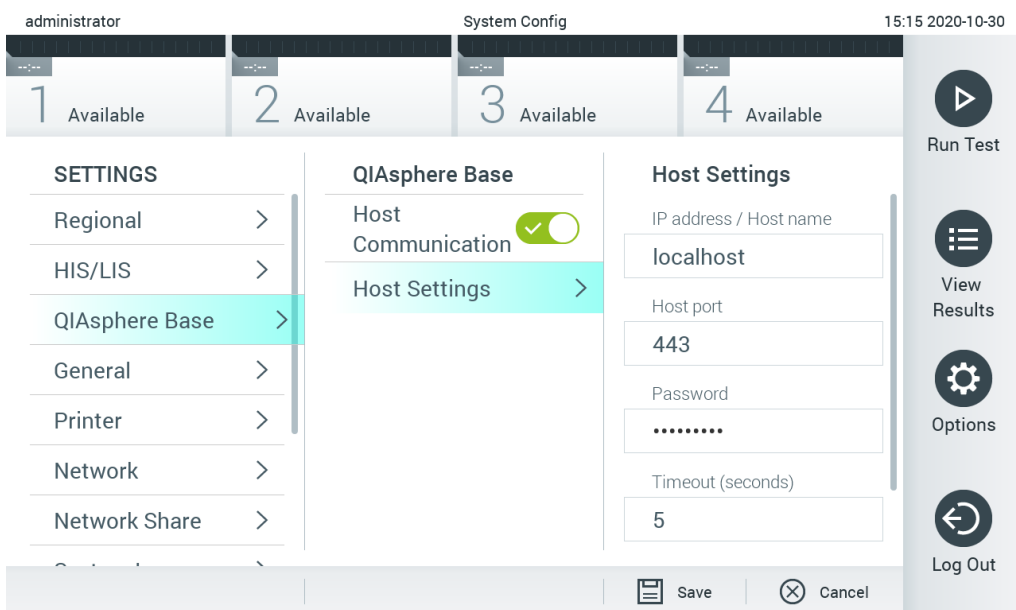 administrator
System Config
15:15 2020-10-30
--:--
--:--
--:--
--:--
1 Available
2 Available
3 Available
4 Available
Run Test
View
Results
Options
Log Out
SETTINGS
Regional
HIS/LIS
QIAsphere Base
General
Printer
Network
Network Share
QIAsphere Base
Host
Communication
Host Settings
Host Settings
IP address / Host name
localhost
Host port
443
Password
•••••••••
Timeout (seconds)
5
Save
Cancel